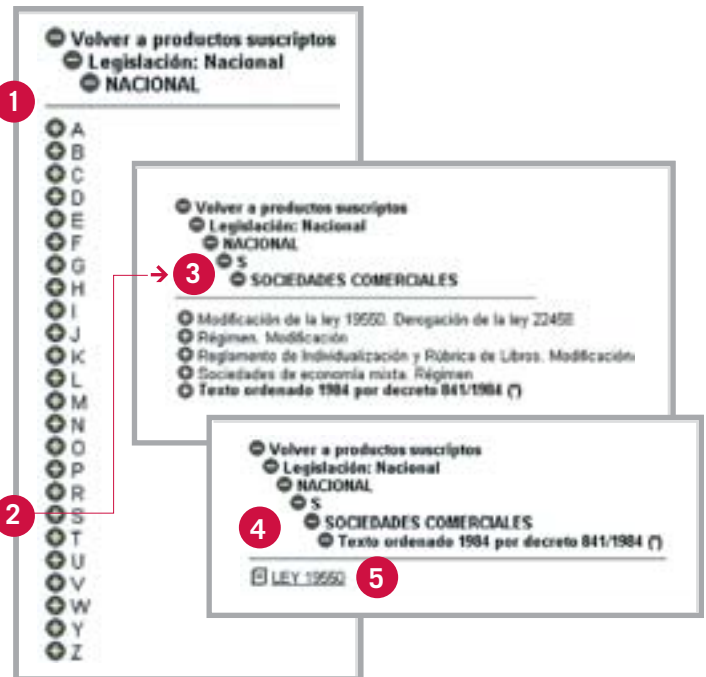 Volver a productos suscriptos
Legislación: Nacional
NACIONAL
1
A
B
C
D
E
F
G
H
I
J
K
L
M
N
O
P
R
2
S
T
U
V
W
Y
Z
Volver a productos suscriptos
Legislación: Nacional
NACIONAL
S
3
SOCIEDADES COMERCIALES
Modificación de la ley 19550. Derogación de la ley 22458
Régimen. Modificación
Reglamento de Individualización y Rúbrica de Libros. Modificación
Sociedades de economía mixta. Régimen
Texto ordenado 1984 por decreto 841/1984 (*)
Volver a productos suscriptos
Legislación: Nacional
NACIONAL
S
4
SOCIEDADES COMERCIALES
Texto ordenado 1984 por decreto 841/1984 (*)
LEY 19550 5